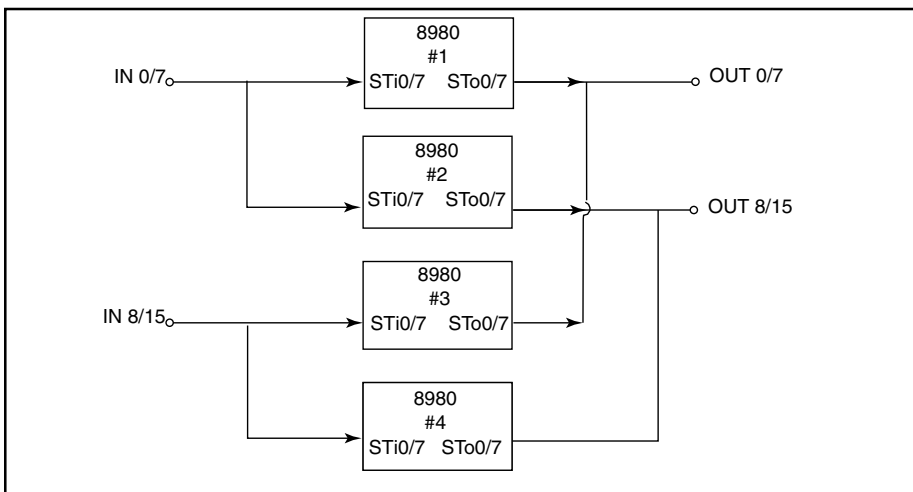 8980
#1
IN 0/7
STi0/7 STo0/7
OUT 0/7
8980
#2
STi0/7 STo0/7
OUT 8/15
8980
#3
IN 8/15
STi0/7 STo0/7
8980
#4
STi0/7 STo0/7